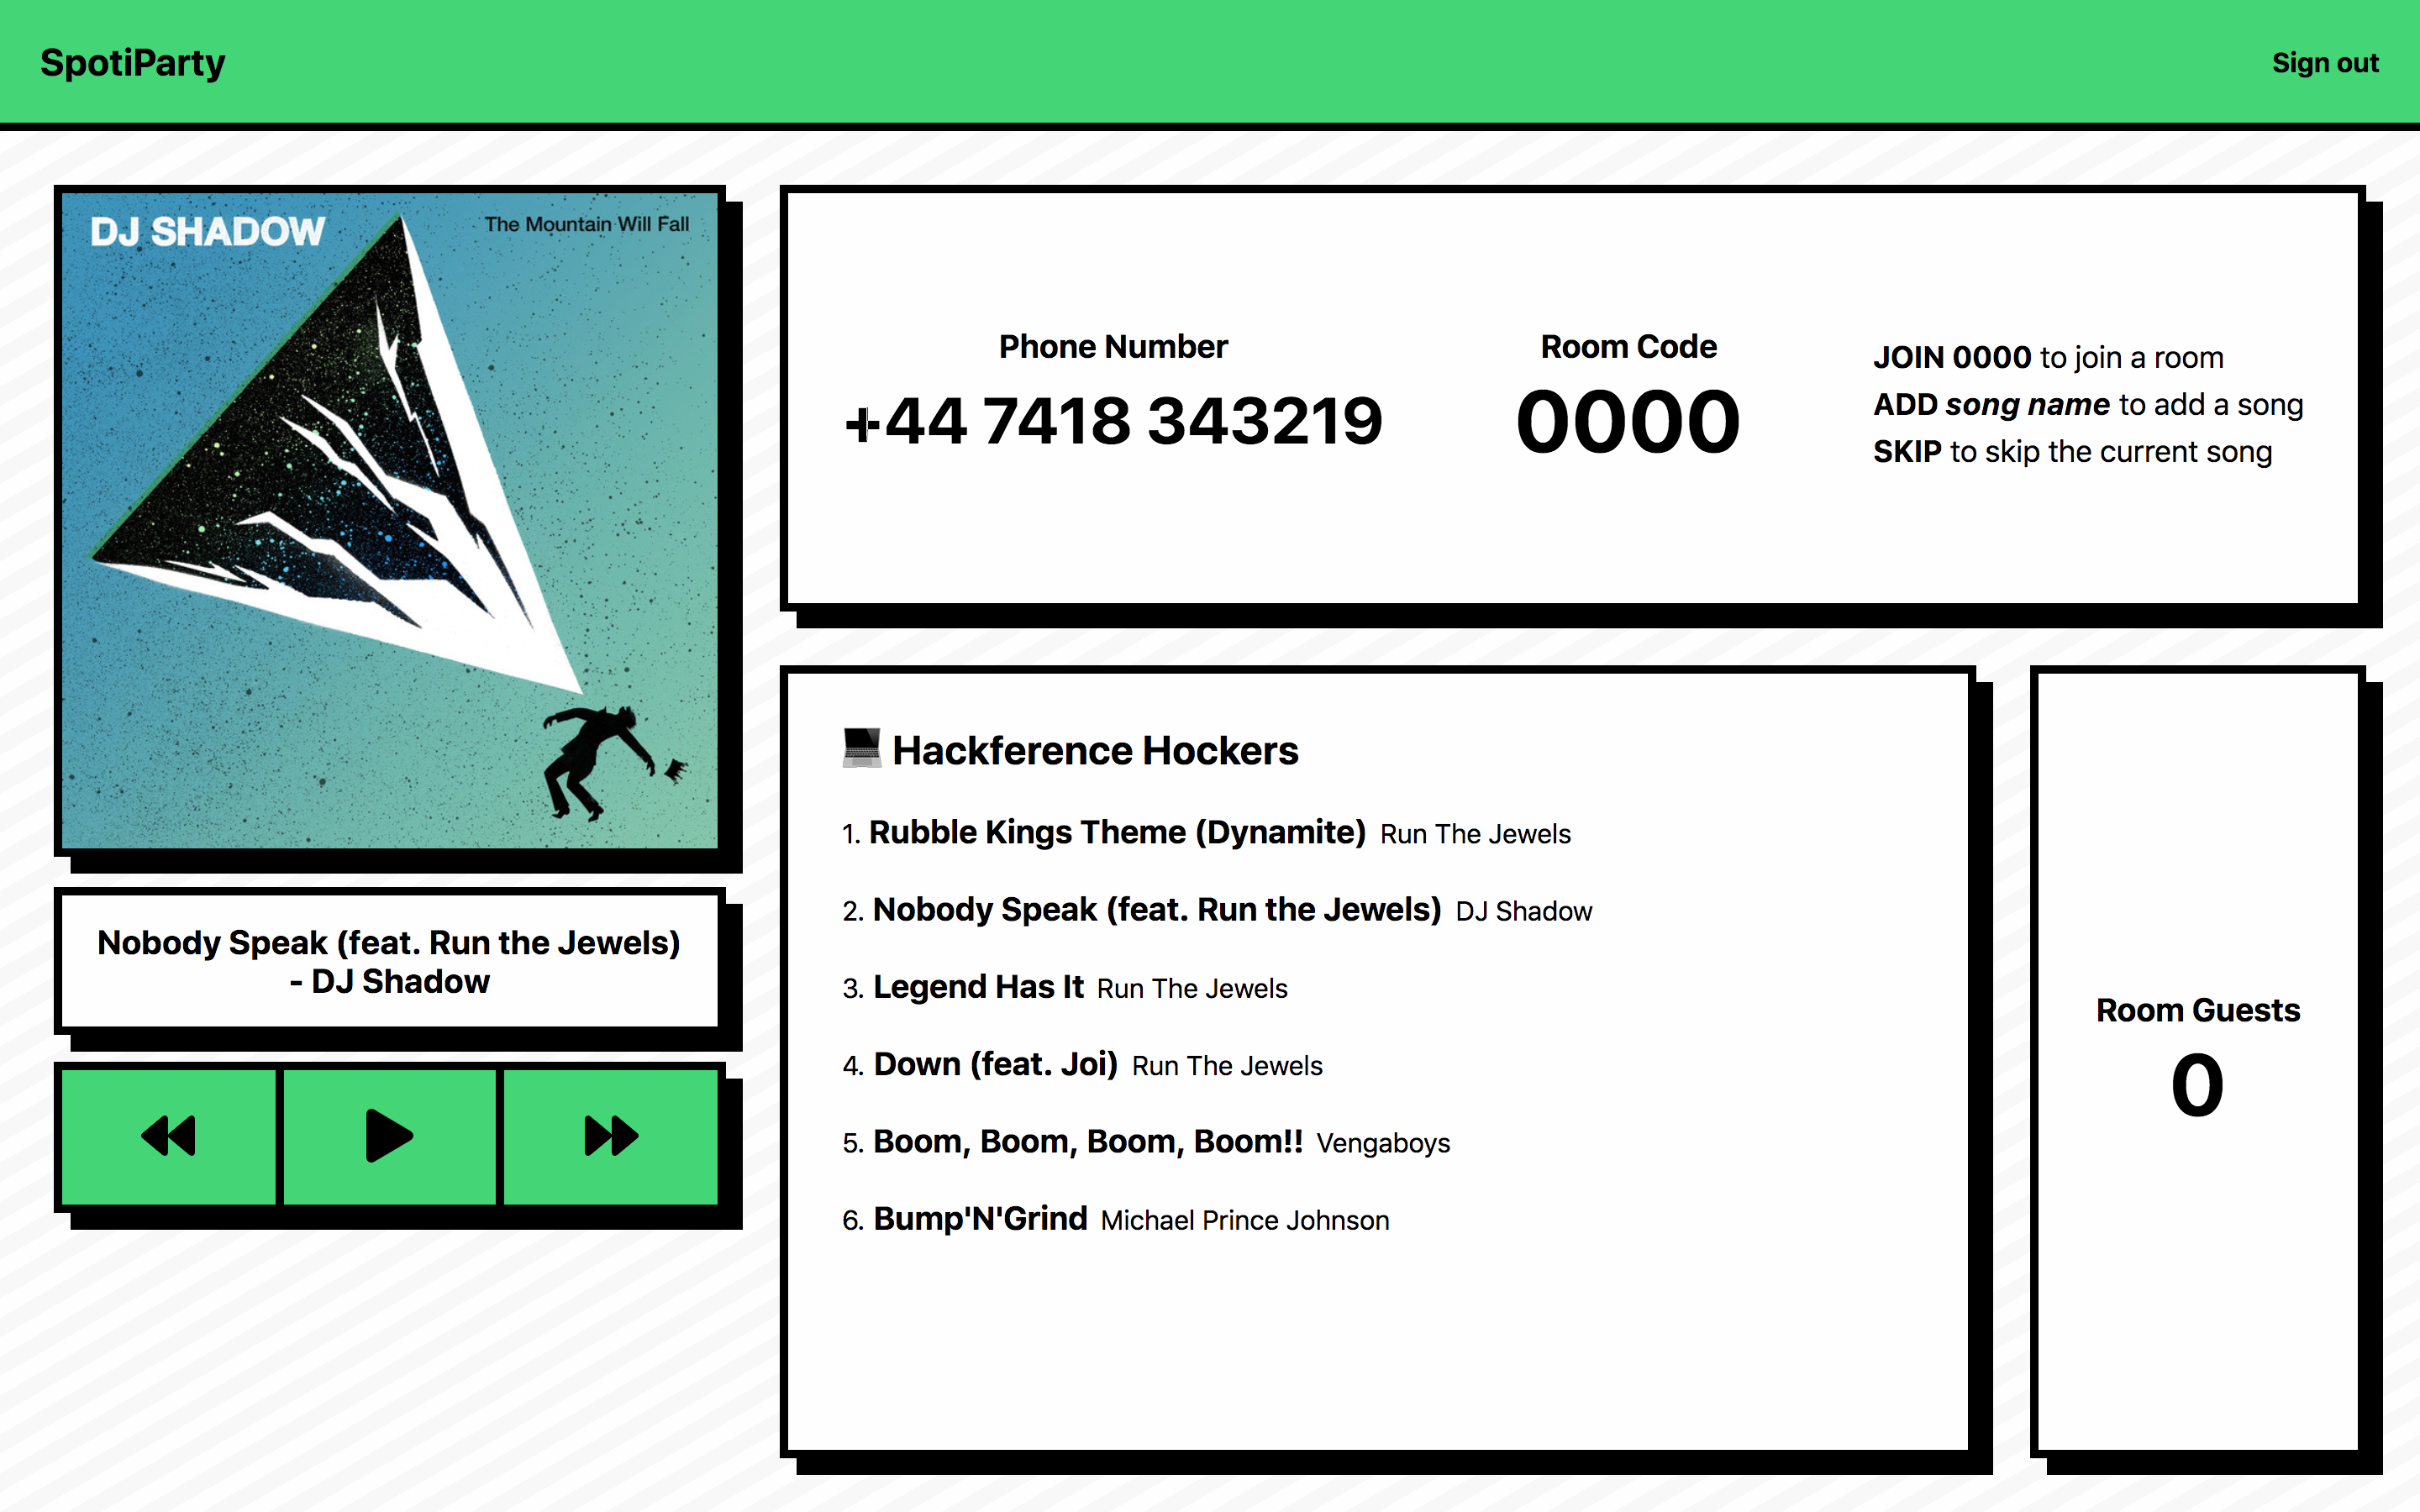 SpotiParty
Sign out
DJ SHADOW
The Mountain Will Fall
Nobody Speak (feat. Run the Jewels)
- DJ Shadow
Phone Number
+44 7418 343219
Room Code
0000
JOIN 0000 to join a room
ADD song name to add a song
SKIP to skip the current song
Hackference Hockers
1. Rubble Kings Theme (Dynamite) Run The Jewels
2. Nobody Speak (feat. Run the Jewels) DJ Shadow
3. Legend Has It Run The Jewels
4. Down (feat. Joi) Run The Jewels
5. Boom, Boom, Boom, Boom!! Vengaboys
6. Bump'N'Grind Michael Prince Johnson
Room Guests
0